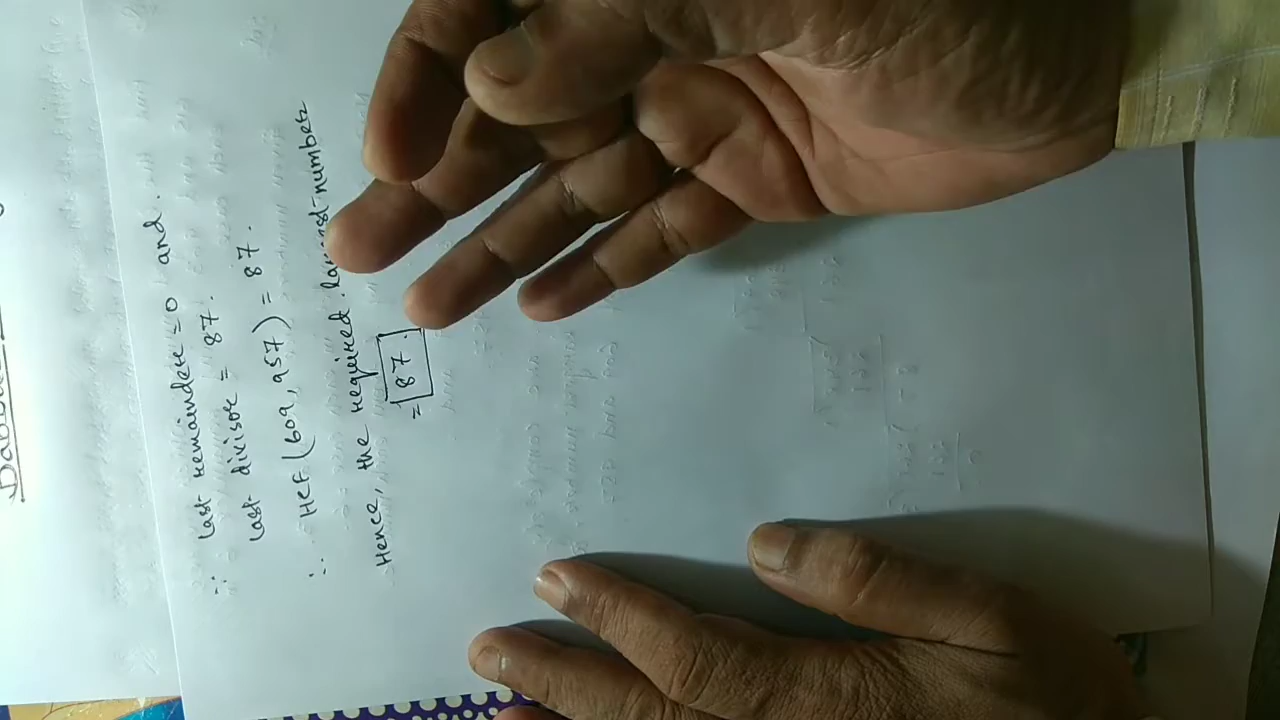 ∵ Last remainder = 0 and.
Last divisor = 87.
∴ HCF (609, 957) = 87.
Hence, the required largest number
= 87.